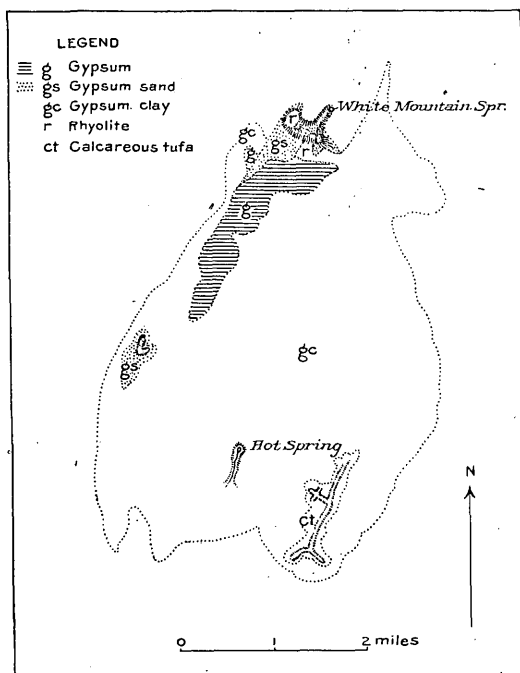 LEGEND
g Gypsum
gs Gypsum sand
gc Gypsum clay
r Rhyolite
ct Calcareous tufa
White Mountain Spr.
r
gc
gs
g
r
g
gc
gs
Hot Spring
ct
N
0 1 2 miles